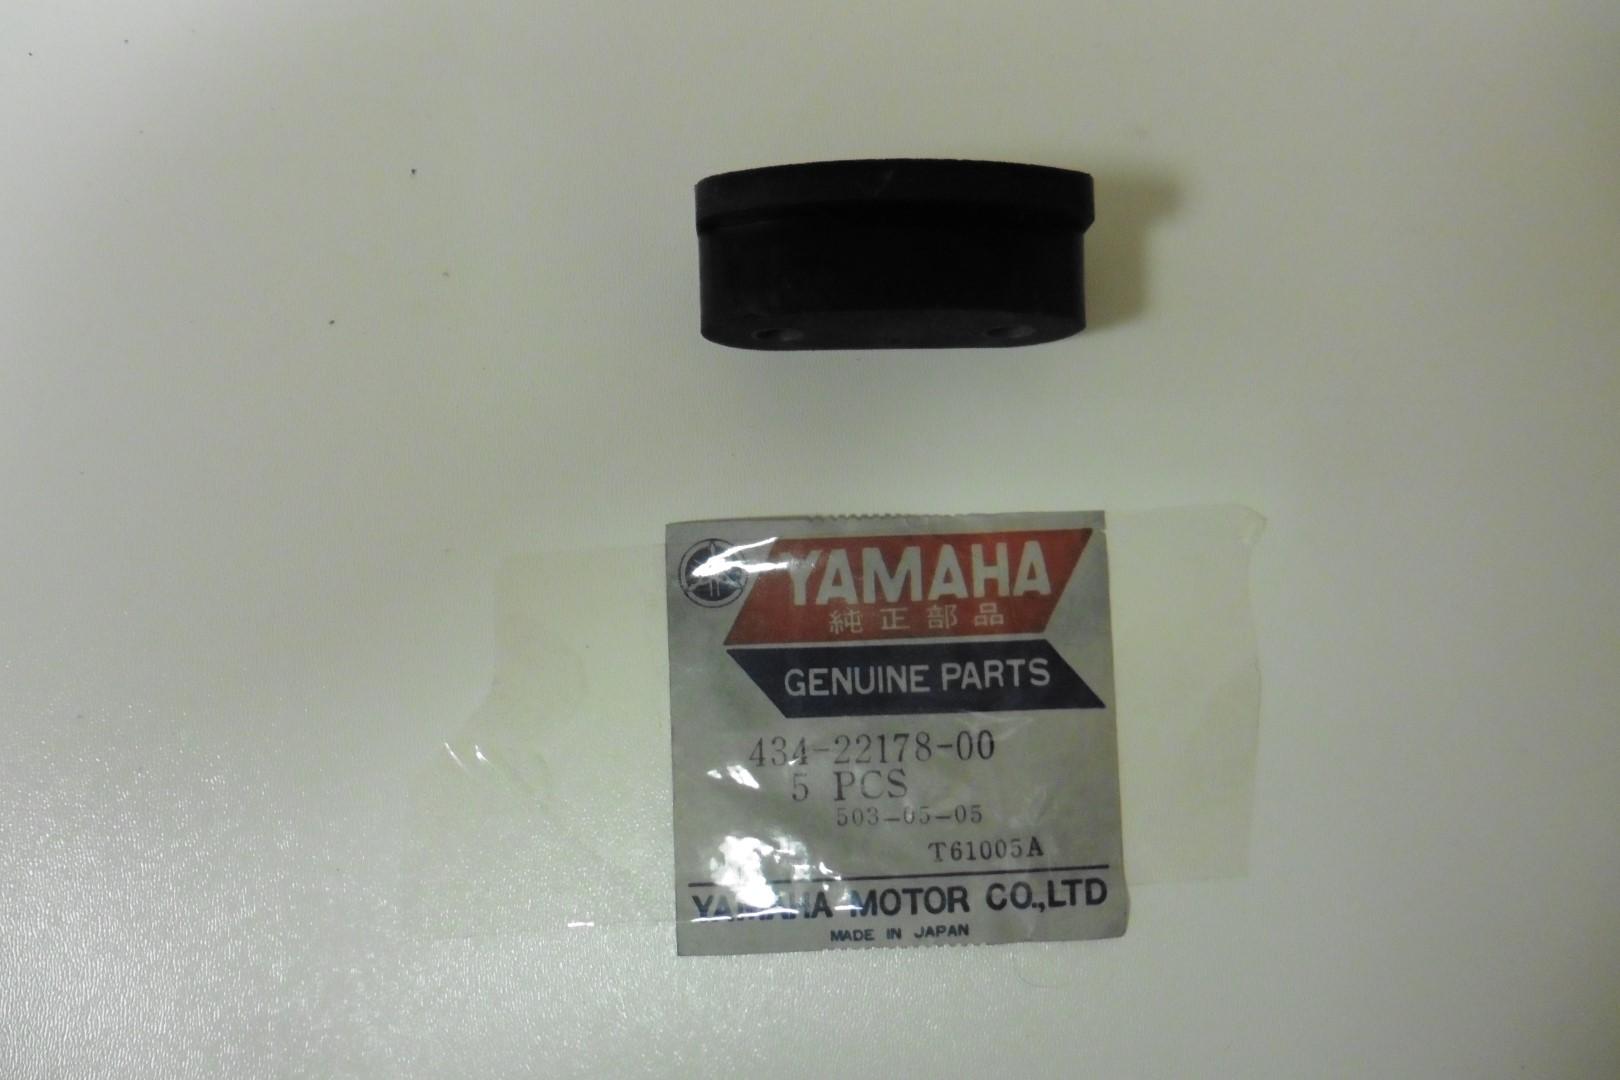 YAMAHA
純正部品
GENUINE PARTS
434-22178-00
5 PCS
503-05-05
T61005A
YAMAHA MOTOR CO.,LTD
MADE IN JAPAN